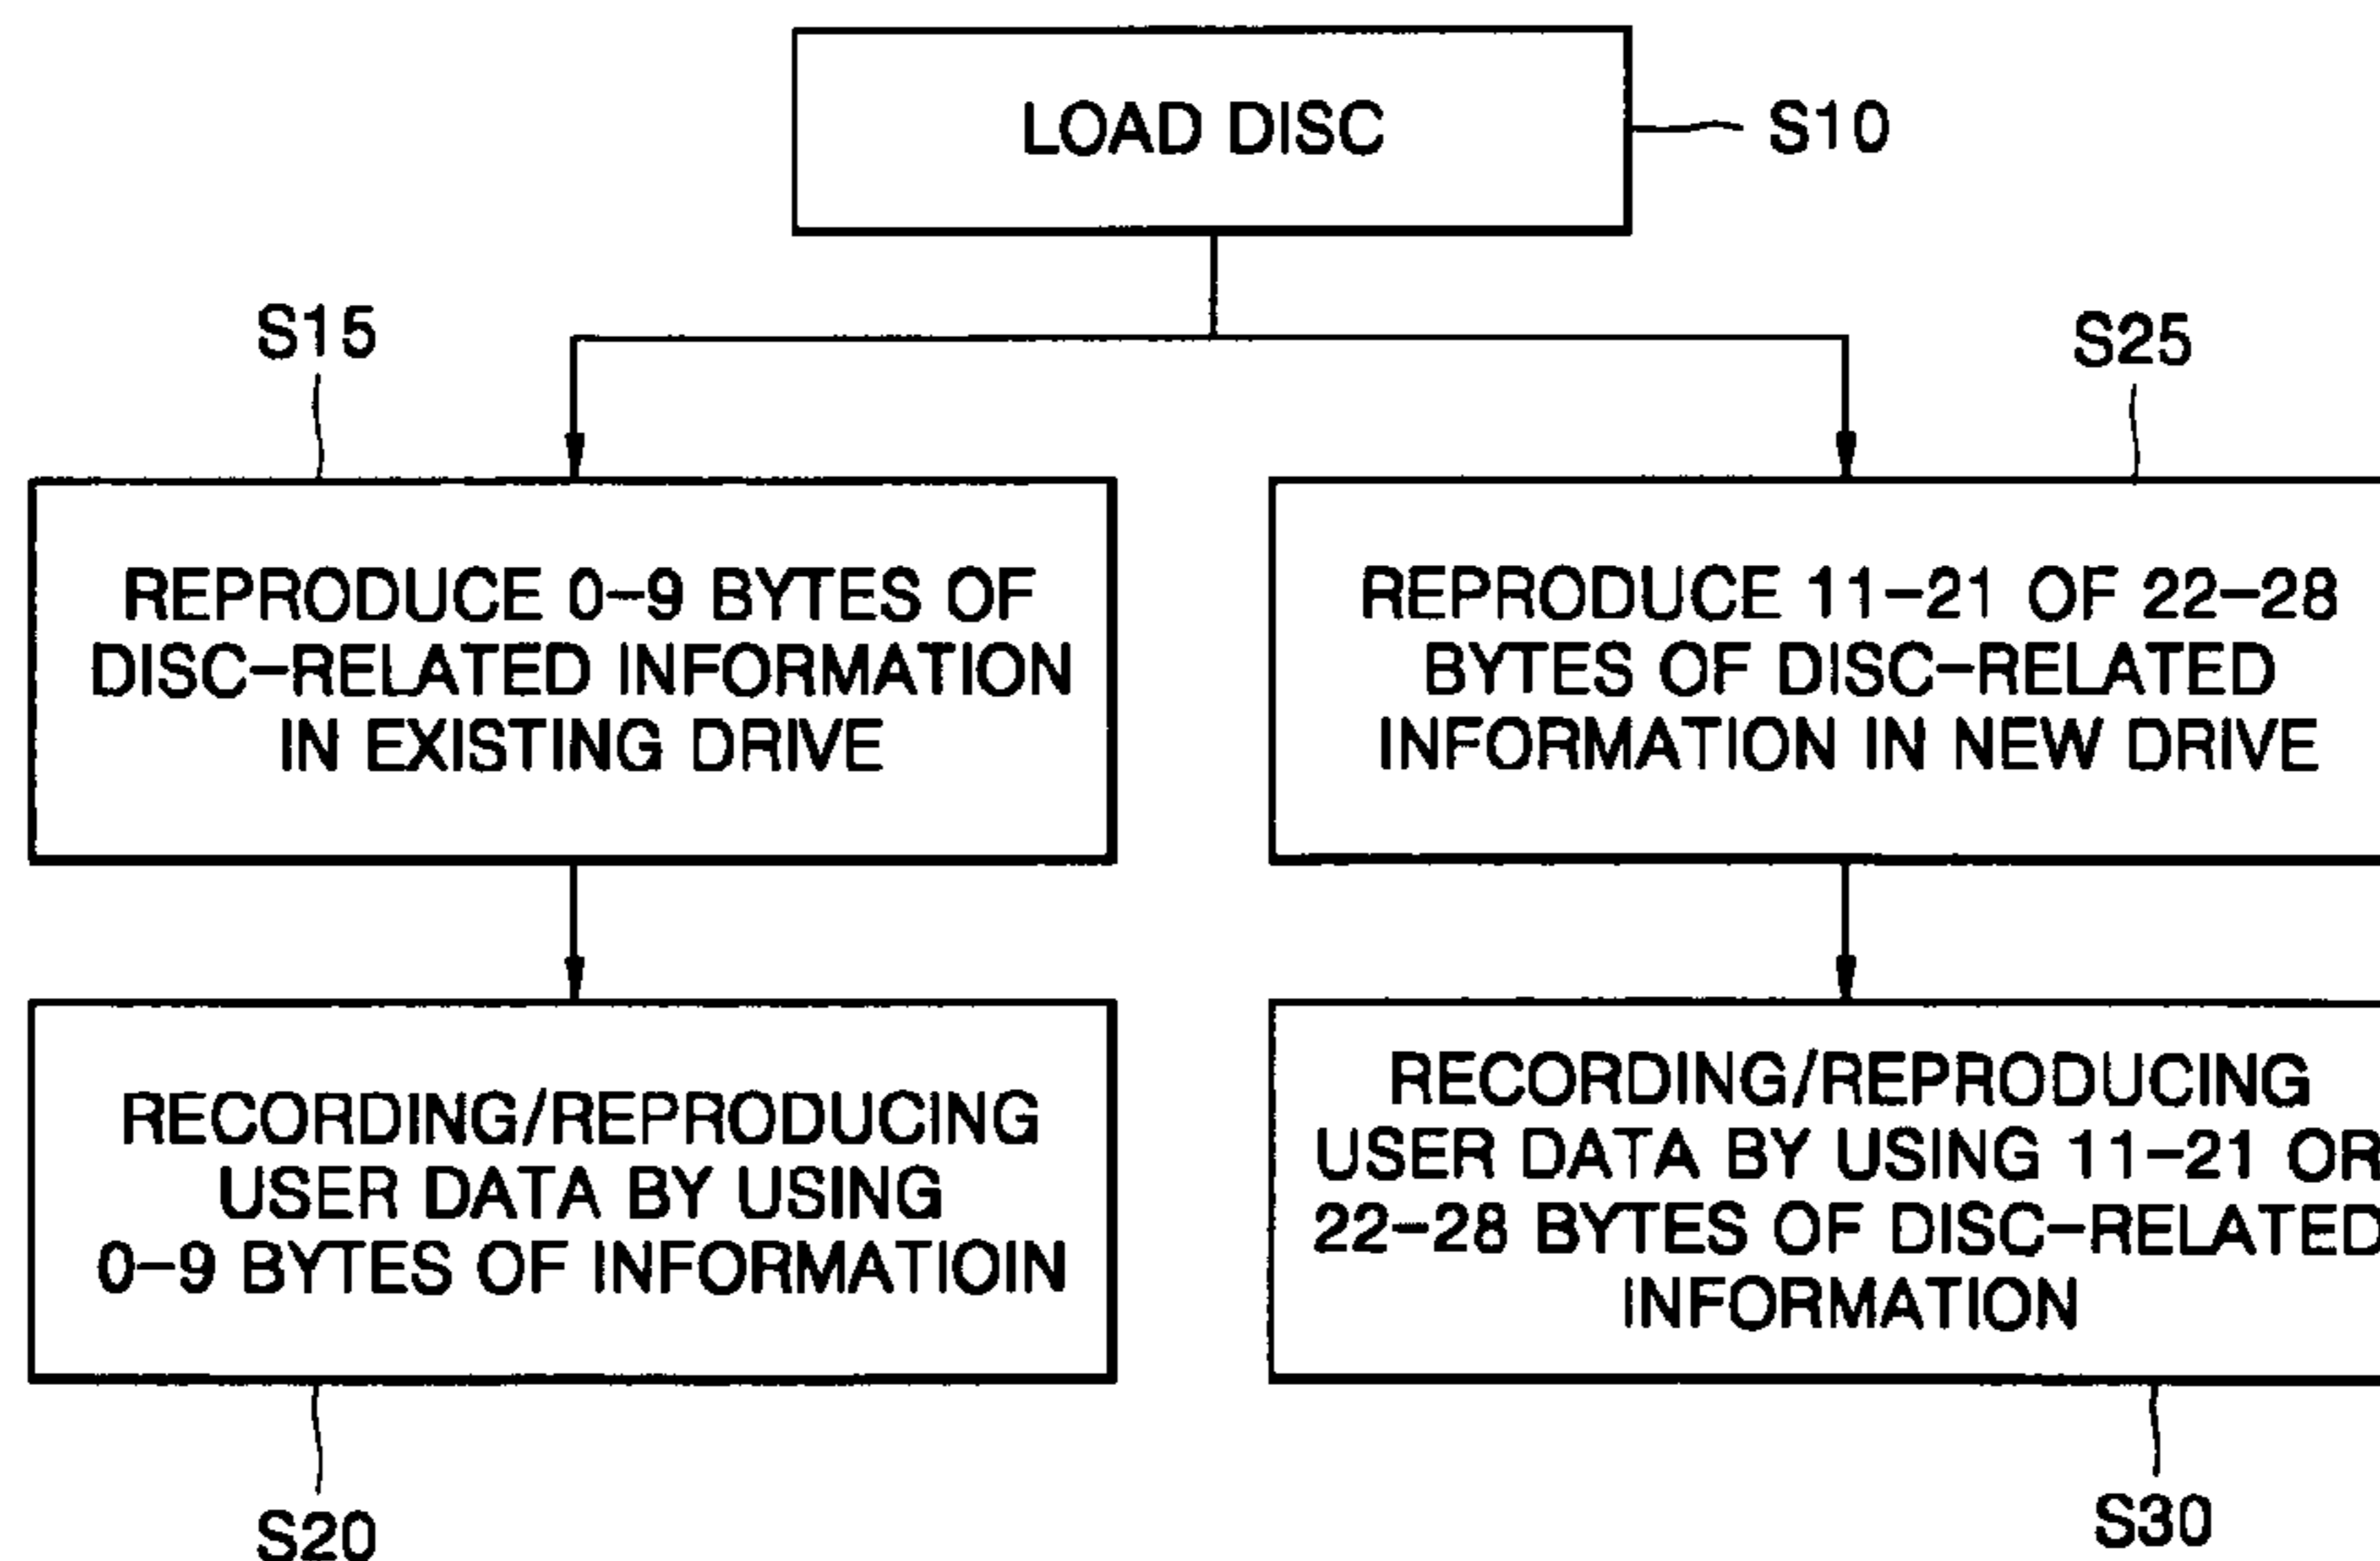 LOAD DISC
S10
S15
S25
REPRODUCE 0-9 BYTES OF
DISC-RELATED INFORMATION
IN EXISTING DRIVE
REPRODUCE 11-21 OF 22-28
BYTES OF DISC-RELATED
INFORMATION IN NEW DRIVE
RECORDING/REPRODUCING
USER DATA BY USING
0-9 BYTES OF INFORMATIOIN
RECORDING/REPRODUCING
USER DATA BY USING 11-21 OR
22-28 BYTES OF DISC-RELATED
INFORMATION
S20
S30